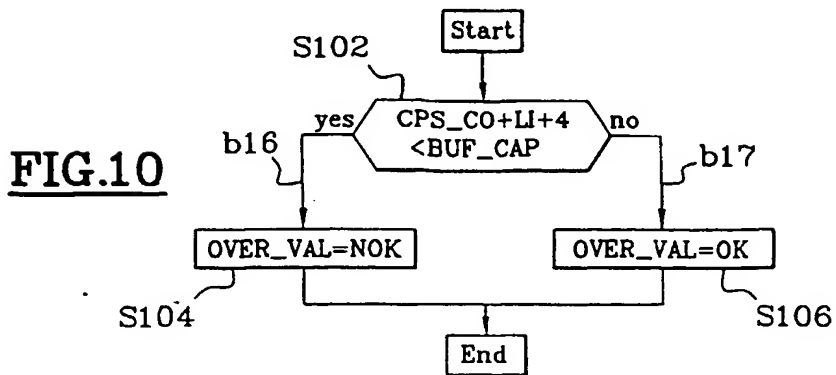 Start
S102
yes
CPS_CO+LI+4
<BUF_CAP
no
b16
b17
FIG.10
OVER_VAL=NOK
OVER_VAL=OK
S104
S106
End